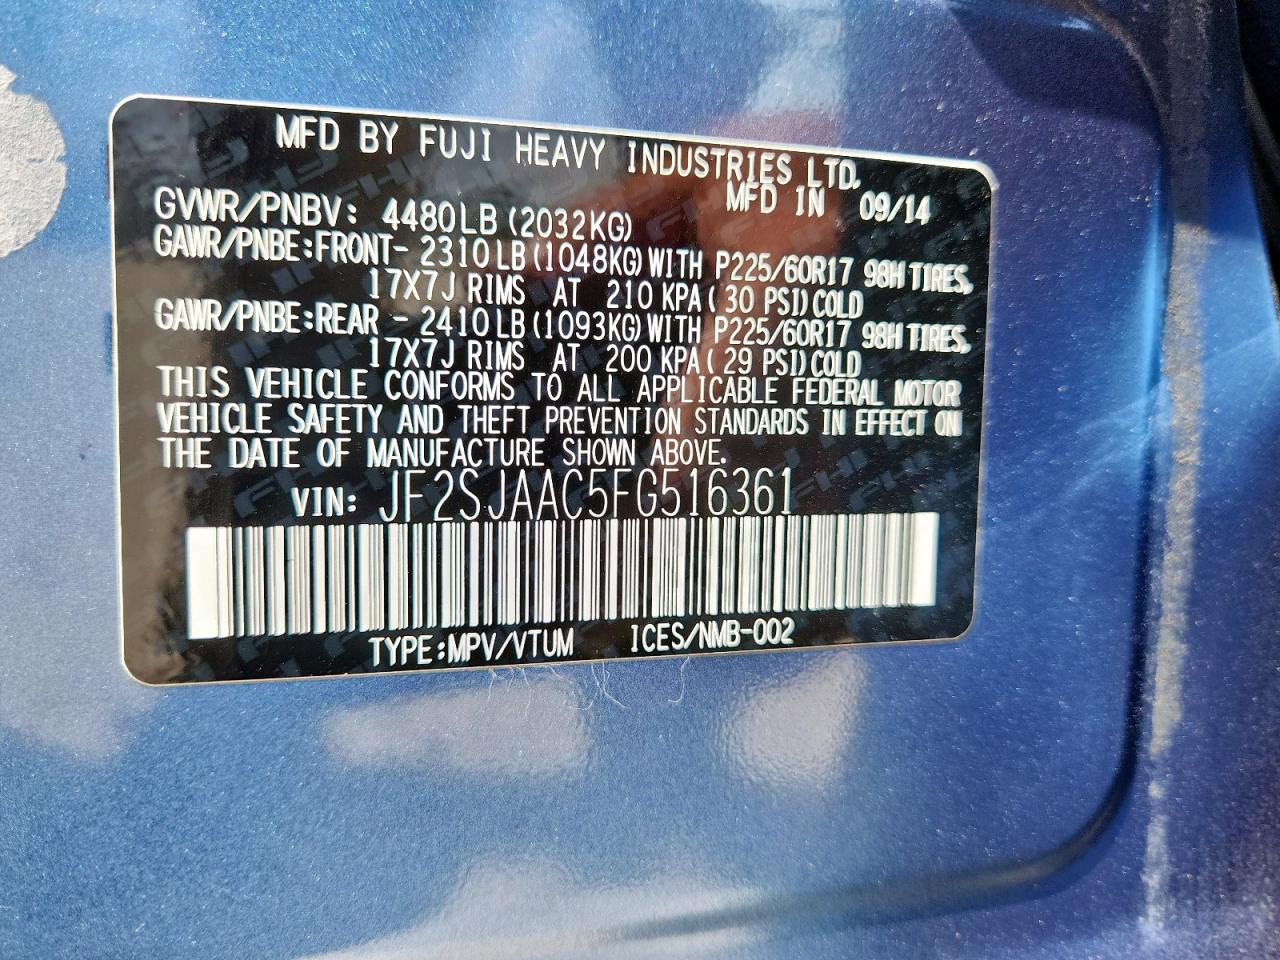 MFD BY FUJI HEAVY INDUSTRIES LTD.
MFD IN 09/14
GVWR/PNBV: 4480LB (2032KG)
GAWR/PNBE:FRONT- 2310LB(1048KG)WITH P225/60R17 98H TIRES,
17X7J RIMS AT 210 KPA( 30 PSI)COLD
GAWR/PNBE:REAR - 2410LB(1093KG)WITH P225/60R17 98H TIRES,
17X7J RIMS AT 200 KPA( 29 PSI)COLD
THIS VEHICLE CONFORMS TO ALL APPLICABLE FEDERAL MOTOR
VEHICLE SAFETY AND THEFT PREVENTION STANDARDS IN EFFECT ON
THE DATE OF MANUFACTURE SHOWN ABOVE.
VIN: JF2SJAAC5FG516361
TYPE:MPV/VTUM ICES/NMB-002